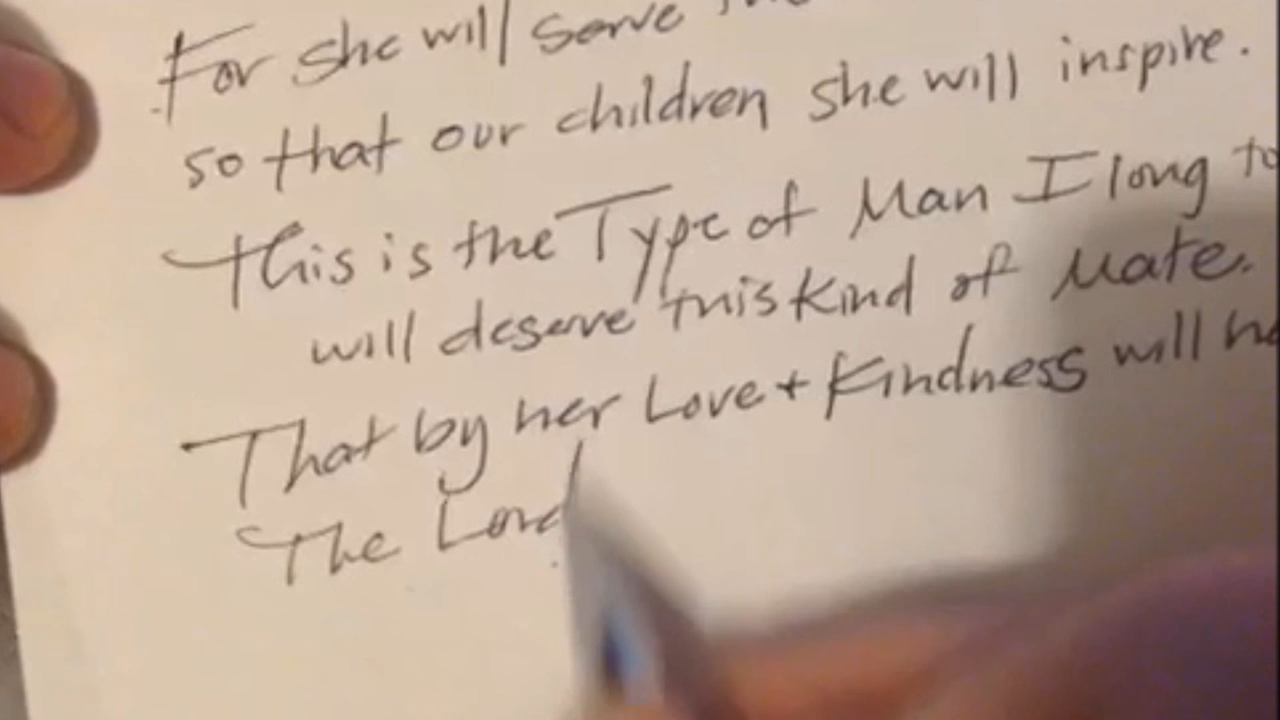 For she will serve
so that our children she will inspire.
This is the Type of Man I long to
will deserve this kind of Mate.
That by her Love + Kindness will
The Lord